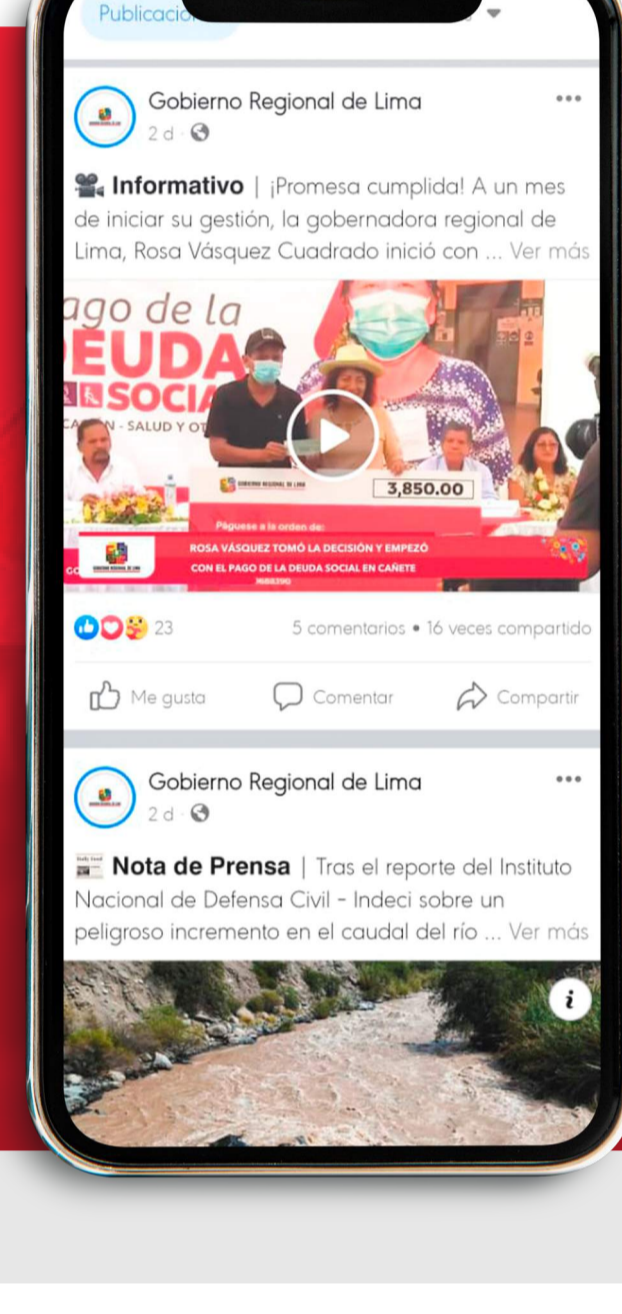 Publicacio
Gobierno Regional de Lima
2 d ·
Informativo | ¡Promesa cumplida! A un mes
de iniciar su gestión, la gobernadora regional de
Lima, Rosa Vásquez Cuadrado inició con ... Ver más
ago de la
EUDA
SOCIA
N - SALUD Y OT
GOBIERNO REGIONAL DE LIMA
3,850.00
Páguese a la orden de:
ROSA VÁSQUEZ TOMÓ LA DECISIÓN Y EMPEZÓ
CON EL PAGO DE LA DEUDA SOCIAL EN CAÑETE
23
5 comentarios • 16 veces compartido
Me gusta Comentar Compartir
Gobierno Regional de Lima
2 d ·
Nota de Prensa | Tras el reporte del Instituto
Nacional de Defensa Civil - Indeci sobre un
peligroso incremento en el caudal del río ... Ver más
i